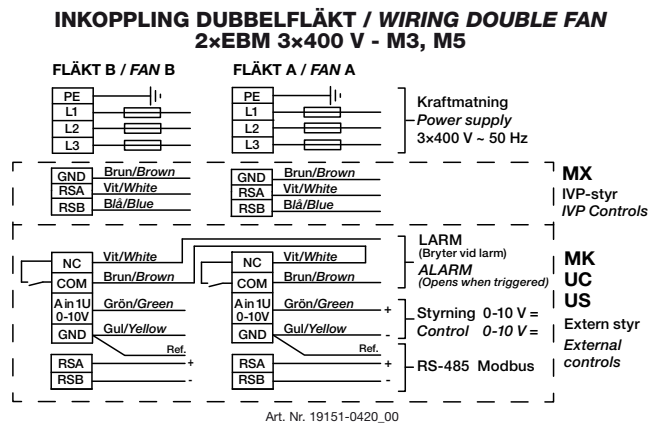 INKOPPLING DUBBELFLÄKT / WIRING DOUBLE FAN
2×EBM 3×400 V - M3, M5
FLÄKT B / FAN B
FLÄKT A / FAN A
PE
L1
L2
L3
PE
L1
L2
L3
Kraftmatning
Power supply
3×400 V ~ 50 Hz
GND Brun/Brown
RSA Vit/White
RSB Blå/Blue
GND Brun/Brown
RSA Vit/White
RSB Blå/Blue
MX
IVP-styr
IVP Controls
NC Vit/White
COM Brun/Brown
A in 1U Grön/Green
0-10V
GND Gul/Yellow
Ref.
RSA +
RSB -
NC Vit/White
COM Brun/Brown
A in 1U Grön/Green +
0-10V
GND Gul/Yellow -
Ref.
RSA +
RSB -
LARM
(Bryter vid larm)
ALARM
(Opens when triggered)
Styrning 0-10 V =
Control 0-10 V =
RS-485 Modbus
MK
UC
US
Extern styr
External
controls
Art. Nr. 19151-0420_00